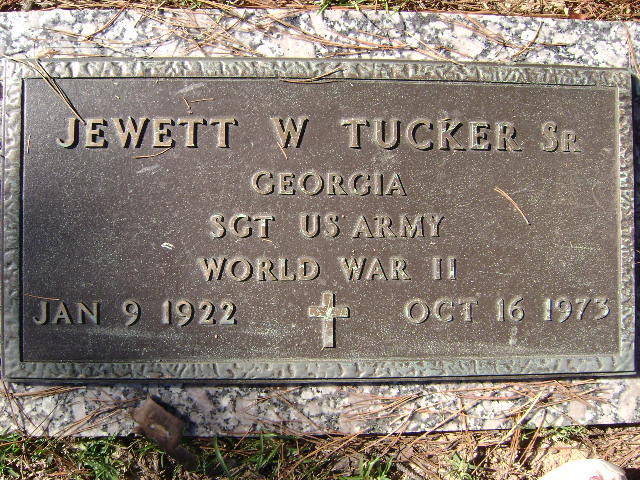 JEWETT W TUCKER SR
GEORGIA
SGT US ARMY
WORLD WAR II
JAN 9 1922 OCT 16 1973